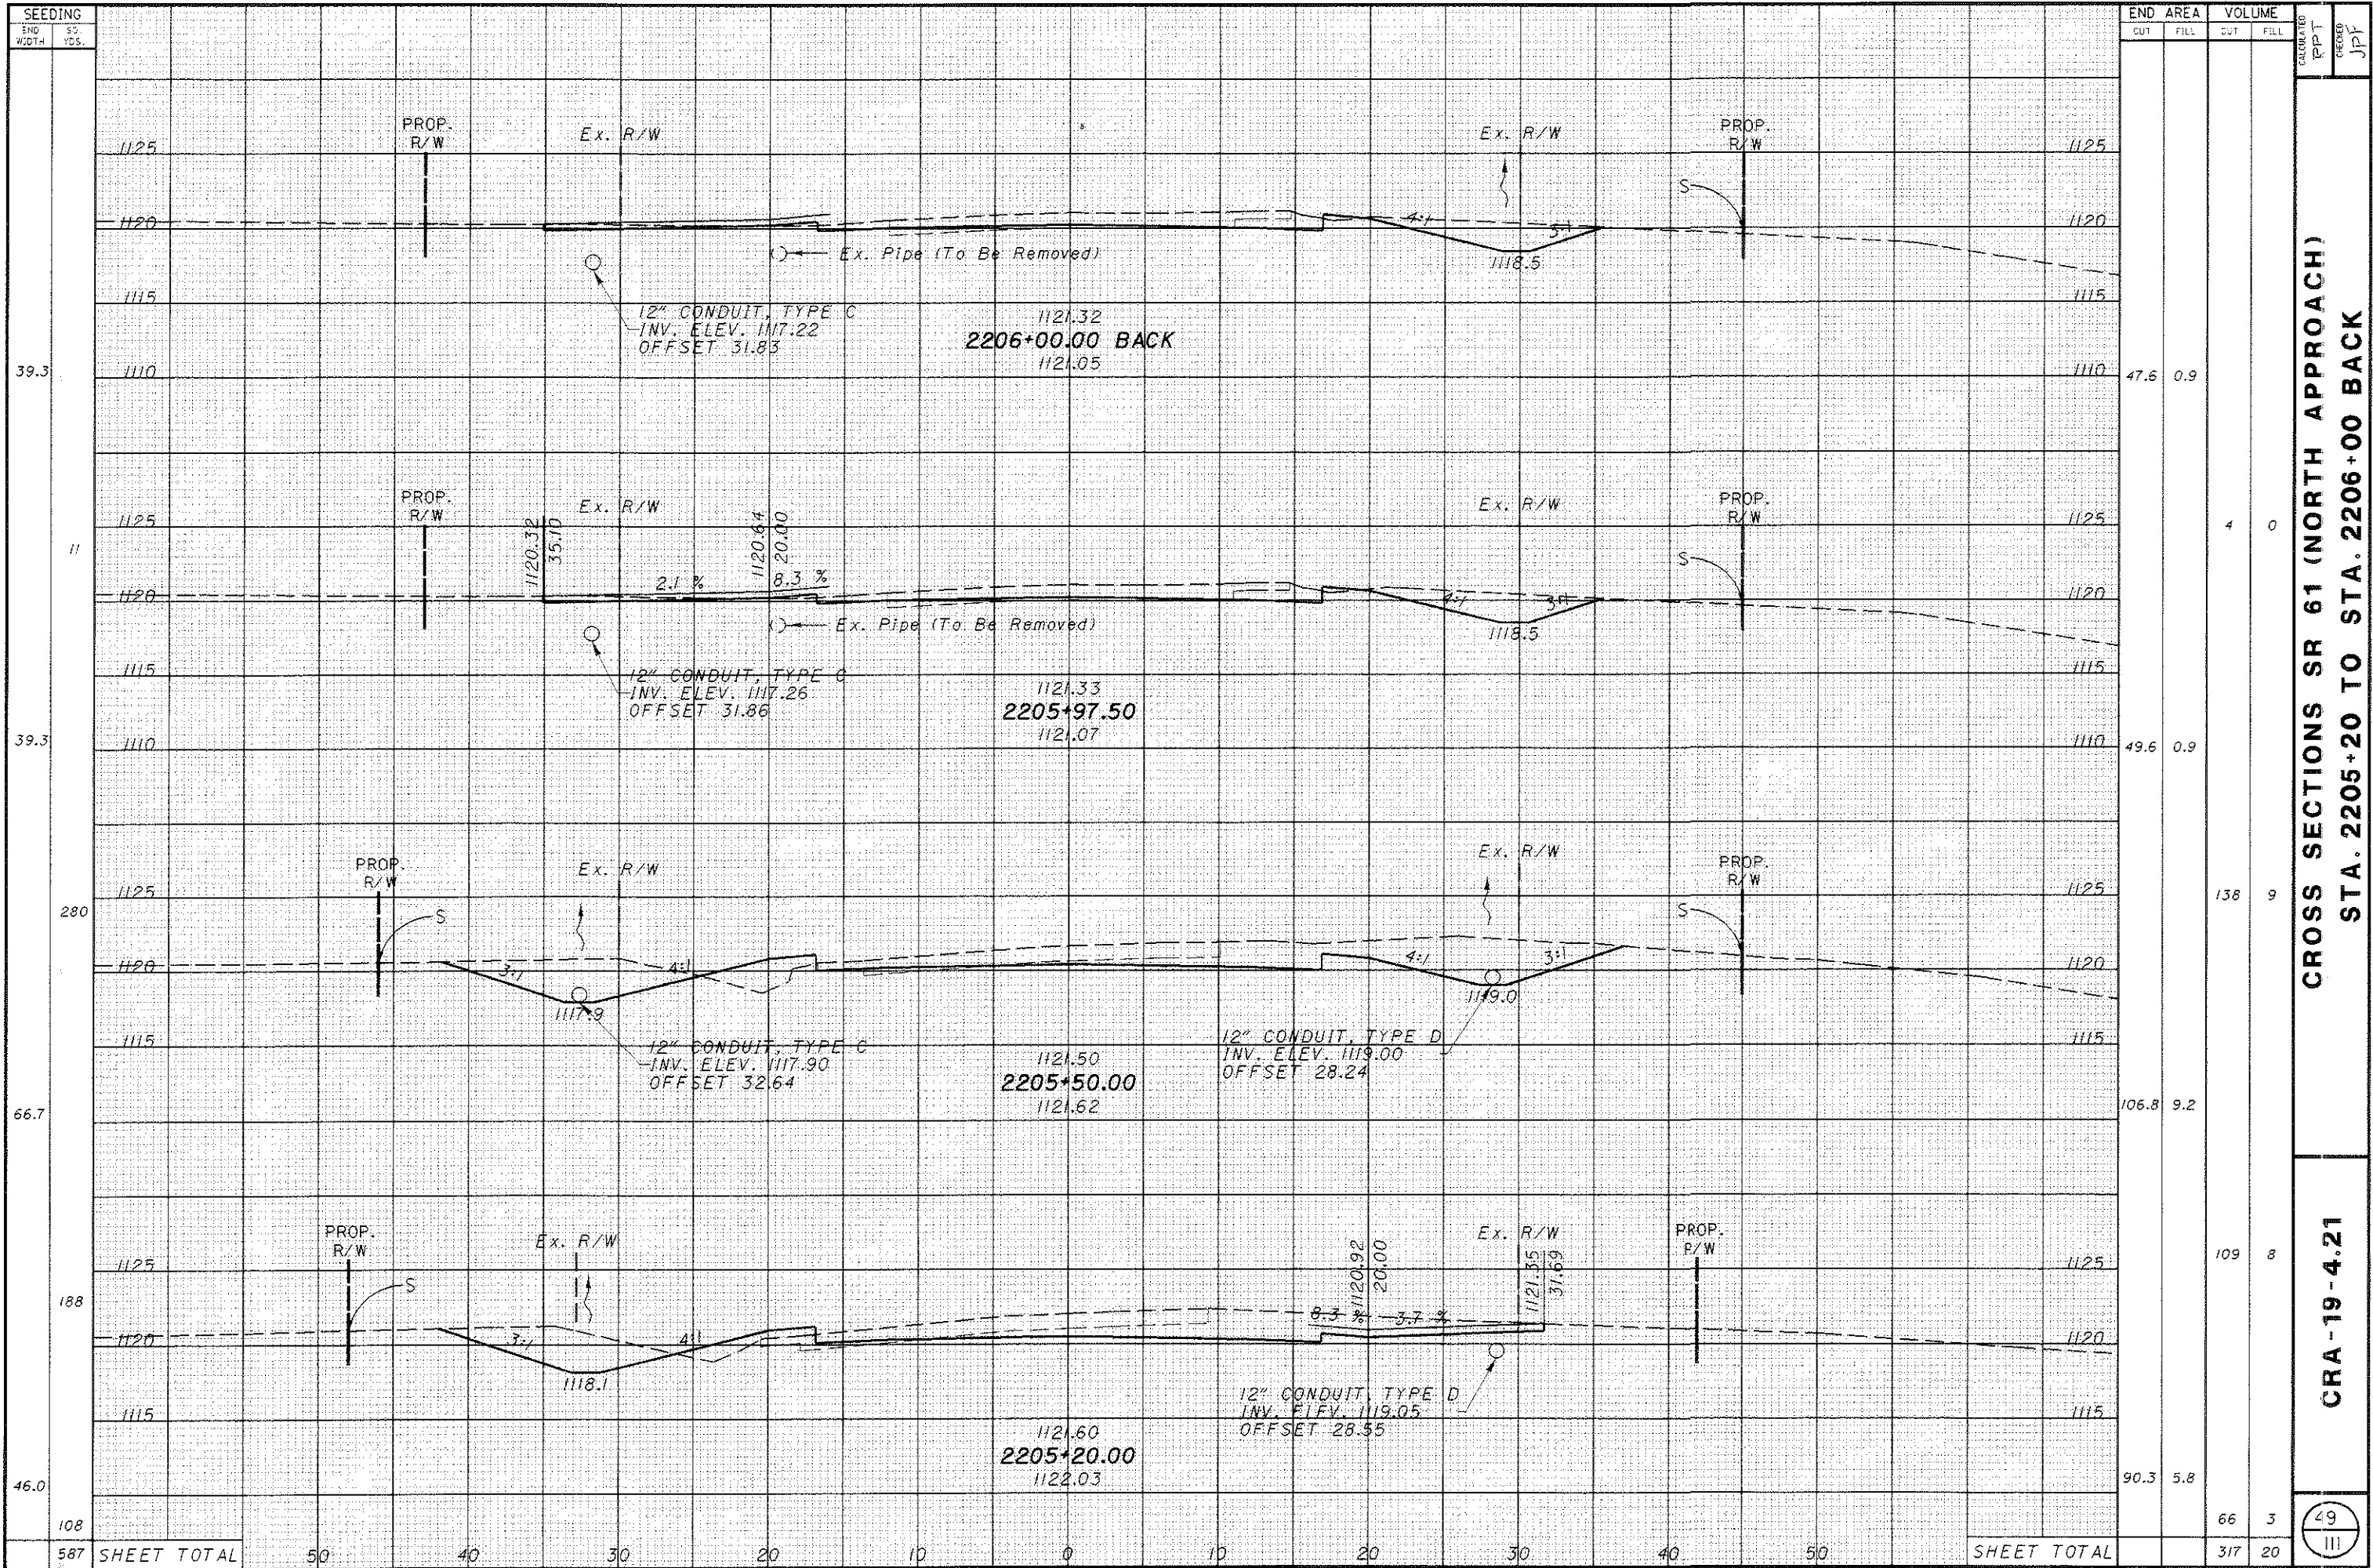 SEEDING
END WIDTH
SQ. YDS.
END AREA
VOLUME
CUT
FILL
CUT
FILL
CALCULATED
PPT
CHECKED
JPF
PROP.
R/W
Ex. R/W
Ex. R/W
PROP.
R/W
1125
1125
S
1120
4:1
3:1
1120
Ex. Pipe (To Be Removed)
1118.5
1115
1115
12" CONDUIT, TYPE C
INV. ELEV. 1117.22
OFFSET 31.83
1121.32
2206+00.00 BACK
1121.05
39.3
1110
1110
47.6
0.9
PROP.
R/W
Ex. R/W
Ex. R/W
PROP.
R/W
1125
1120.32
35.10
1120.64
20.00
1125
4
0
11
S
2.1 %
8.3 %
1120
4:1
3:1
1120
Ex. Pipe (To Be Removed)
1118.5
1115
1115
12" CONDUIT, TYPE C
INV. ELEV. 1117.26
OFFSET 31.86
1121.33
2205+97.50
1121.07
39.3
1110
1110
49.6
0.9
PROP.
R/W
Ex. R/W
Ex. R/W
PROP.
R/W
1125
1125
138
9
280
S
S
1120
3:1
4:1
4:1
3:1
1120
1117.9
1119.0
1115
1115
12" CONDUIT, TYPE C
INV. ELEV. 1117.90
OFFSET 32.64
1121.50
2205+50.00
1121.62
12" CONDUIT, TYPE D
INV. ELEV. 1119.00
OFFSET 28.24
66.7
106.8
9.2
PROP.
R/W
Ex. R/W
Ex. R/W
PROP.
R/W
1125
1120.92
20.00
1121.35
31.69
1125
109
8
188
S
8.3 %
3.7 %
1120
3:1
4:1
1120
1118.1
1115
1115
12" CONDUIT, TYPE D
INV. ELEV. 1119.05
OFFSET 28.55
1121.60
2205+20.00
1122.03
46.0
90.3
5.8
108
66
3
587
SHEET TOTAL
50
40
30
20
10
0
10
20
30
40
50
SHEET TOTAL
317
20
CROSS SECTIONS SR 61 (NORTH APPROACH)
STA. 2205+20 TO STA. 2206+00 BACK
CRA-19-4.21
49
111